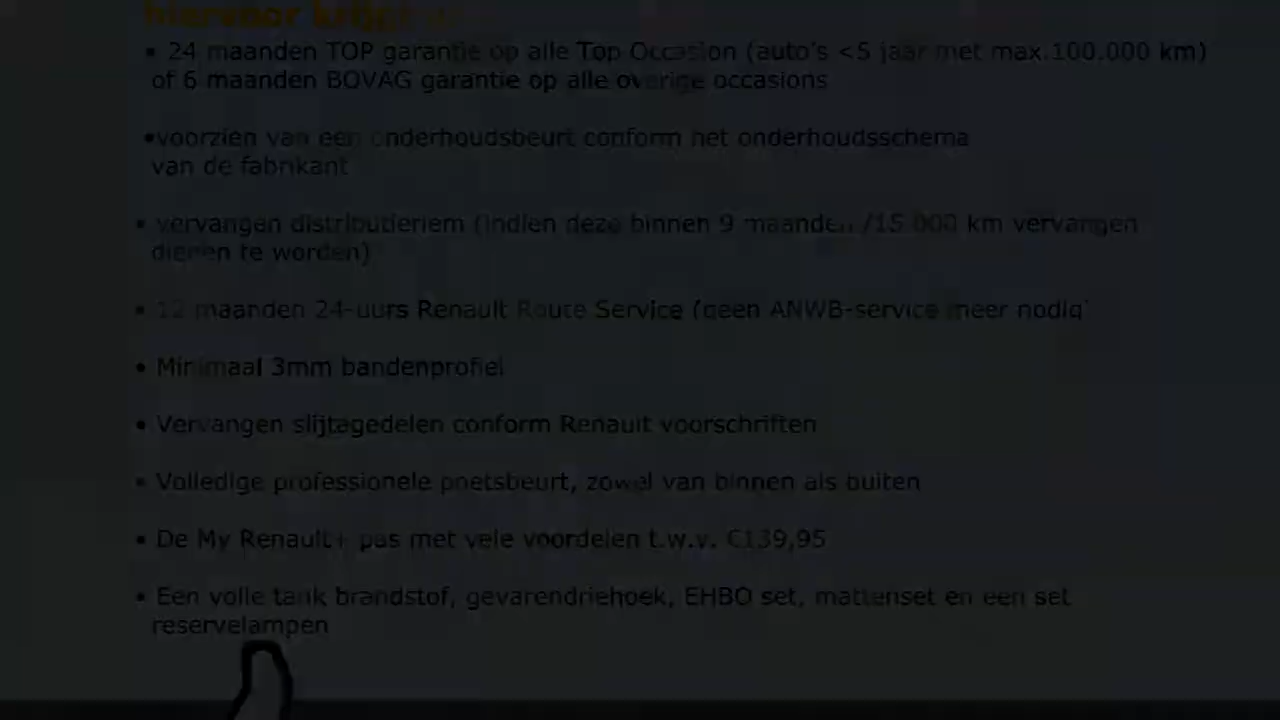 hiervoor krijgt u:
• 24 maanden TOP garantie op alle Top Occasion (auto's <5 jaar met max.100.000 km)
of 6 maanden BOVAG garantie op alle overige occasions
•voorzien van een onderhoudsbeurt conform het onderhoudsschema
van de fabrikant
• vervangen distributieriem (indien deze binnen 9 maanden /15.000 km vervangen
dienen te worden)
• 12 maanden 24-uurs Renault Route Service (geen ANWB-service meer nodig)
• Minimaal 3mm bandenprofiel
• Vervangen slijtagedelen conform Renault voorschriften
• Volledige professionele poetsbeurt, zowel van binnen als buiten
• De My Renault+ pas met vele voordelen t.w.v. €139,95
• Een volle tank brandstof, gevarendriehoek, EHBO set, mattenset en een set
reservelampen